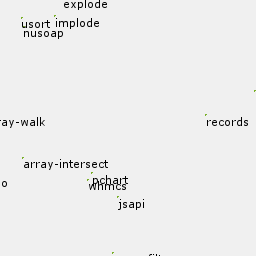 explode
usort
implode
nusoap
ray-walk
records
array-intersect
pchart
o
whmcs
jsapi